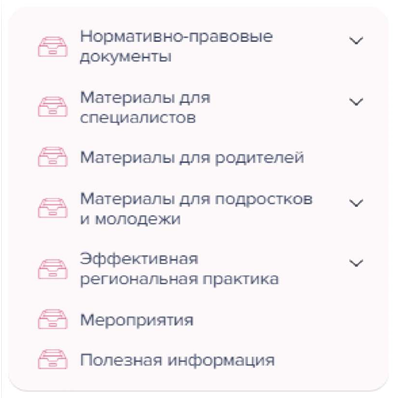 Нормативно-правовые
документы
Материалы для
специалистов
Материалы для родителей
Материалы для подростков
и молодежи
Эффективная
региональная практика
Мероприятия
Полезная информация